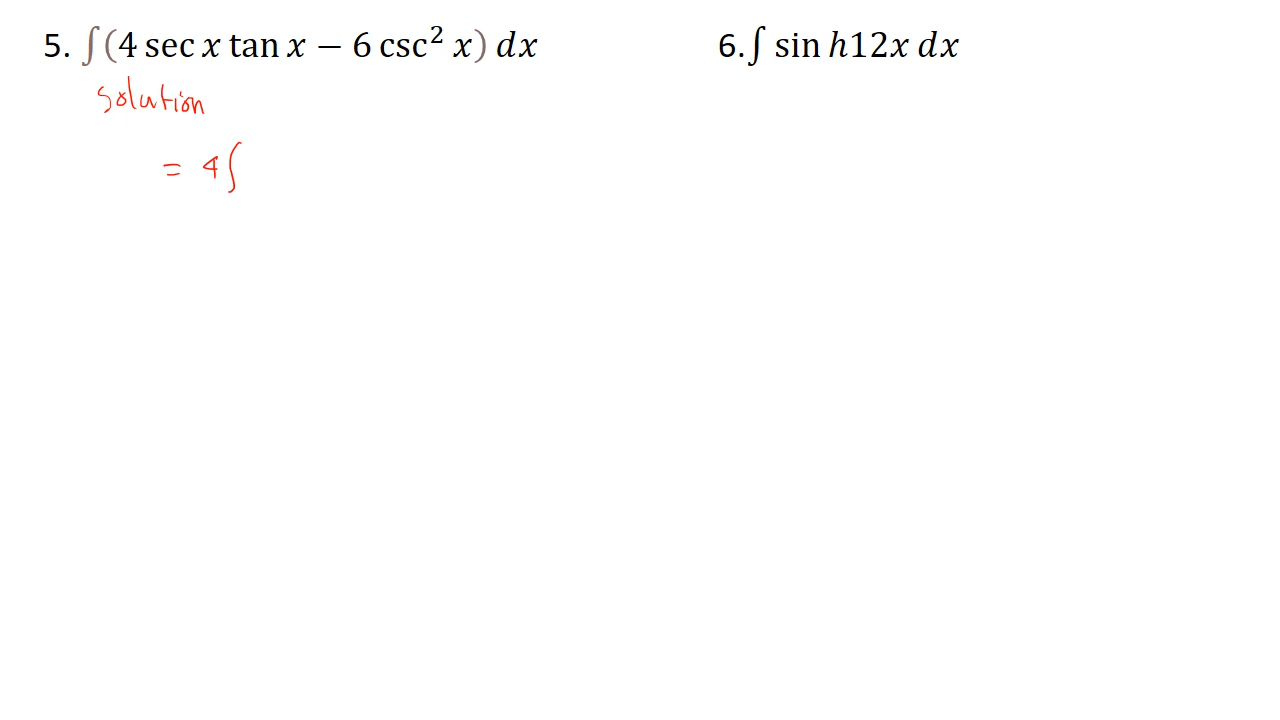 5. ∫(4 sec x tan x − 6 csc² x) dx
solution
= 4∫
6.∫ sin h12x dx